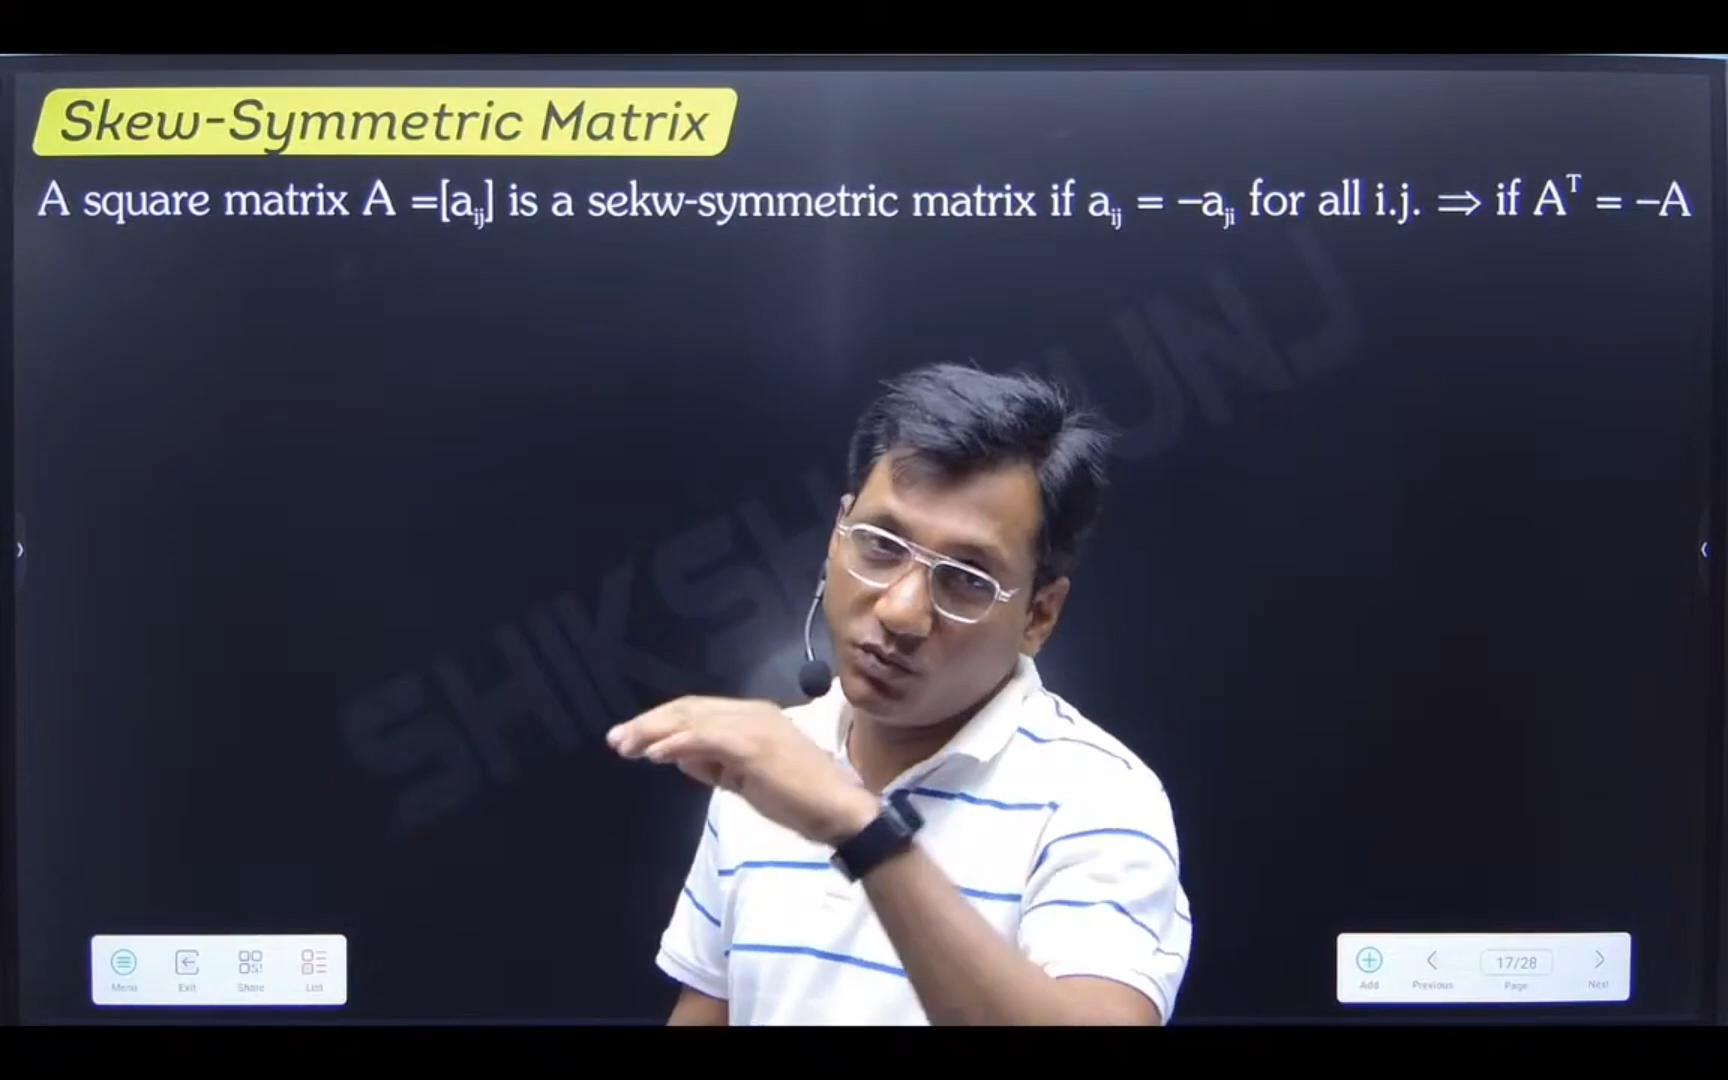 Skew-Symmetric Matrix
A square matrix A =[aᵢⱼ] is a sekw-symmetric matrix if aᵢⱼ = –aⱼᵢ for all i.j. ⇒ if Aᵀ = –A
Menu Exit Share List
17/28
Add Previous Page Next